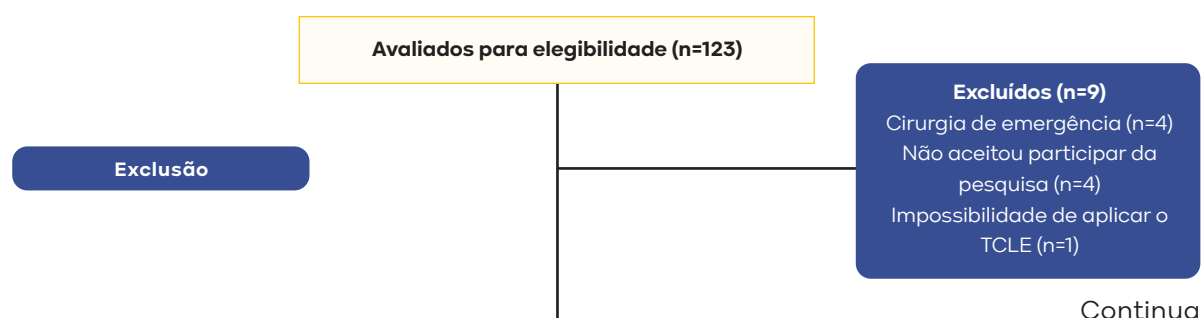 Avaliados para elegibilidade (n=123)
Excluídos (n=9)
Cirurgia de emergência (n=4)
Não aceitou participar da
pesquisa (n=4)
Impossibilidade de aplicar o
TCLE (n=1)
Exclusão
Continua